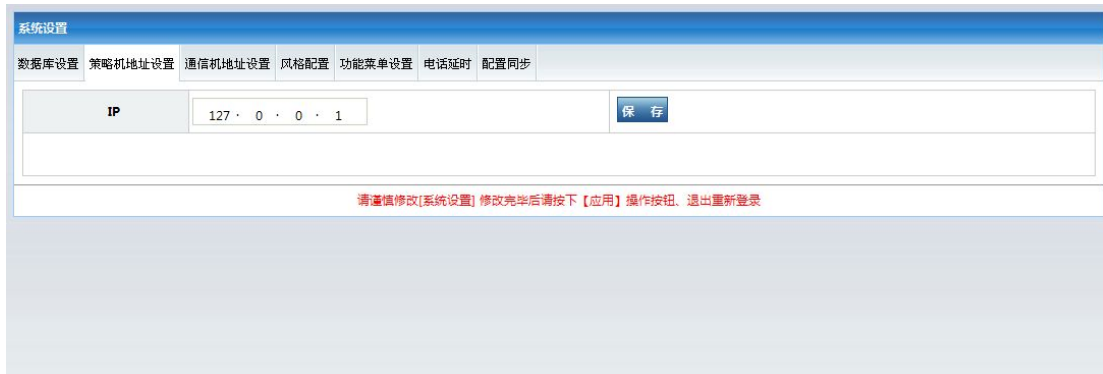 系统设置
数据库设置 策略机地址设置 通信机地址设置 风格配置 功能菜单设置 电话延时 配置同步
IP 127 · 0 · 0 · 1 保 存
请谨慎修改[系统设置] 修改完毕后请按下【应用】操作按钮、退出重新登录